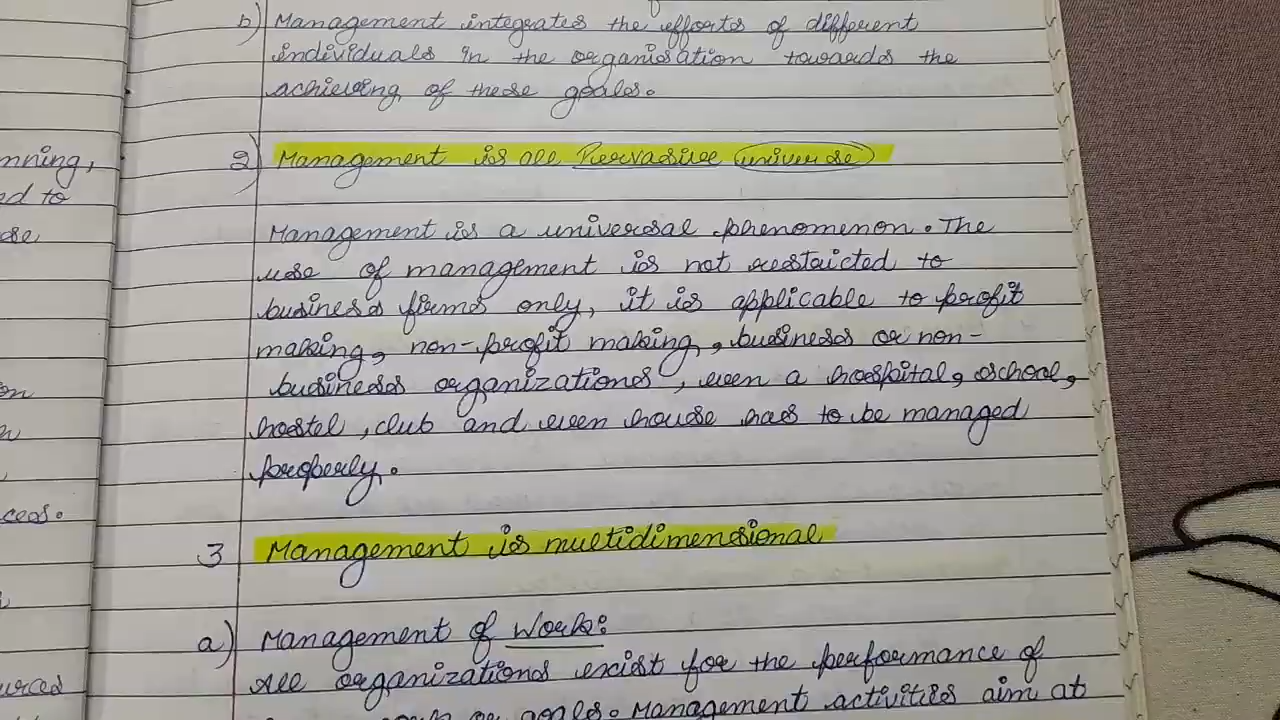 b) Management integrates the efforts of different
individuals in the organisation towards the
achieving of these goals.
2) Management is all Pervasive (universe)
Management is a universal phenomenon. The
use of management is not restricted to
business firms only, it is applicable to profit
making, non-profit making, business or non-
business organizations, even a hospital, school,
hostel, club and even house has to be managed
properly.
3 Management is multidimensional
a) Management of Work:
All organizations exist for the performance of
goals. Management activities aim at
nning,
ed to